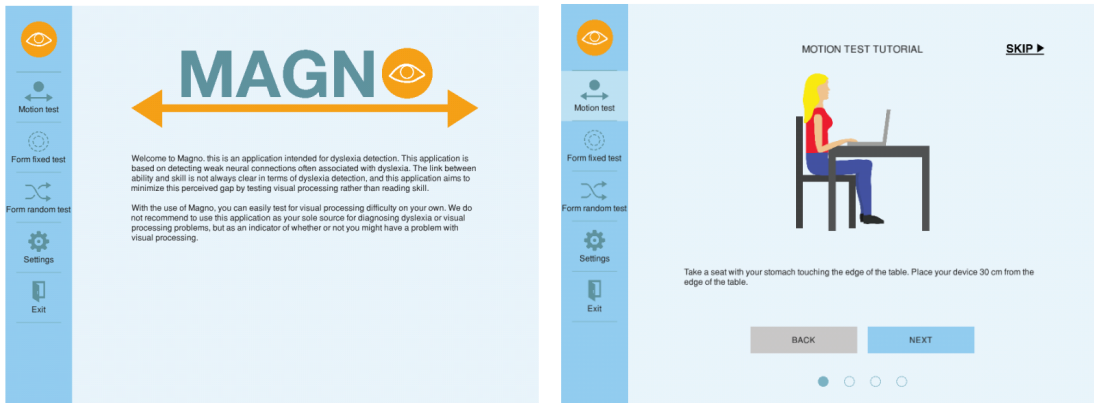 MAGNO
Motion test
Form fixed test
Form random test
Settings
Exit
Welcome to Magno. this is an application intended for dyslexia detection. This application is
based on detecting weak neural connections often associated with dyslexia. The link between
ability and skill is not always clear in terms of dyslexia detection, and this application aims to
minimize this perceived gap by testing visual processing rather than reading skill.
With the use of Magno, you can easily test for visual processing difficulty on your own. We do
not recommend to use this application as your sole source for diagnosing dyslexia or visual
processing problems, but as an indicator of whether or not you might have a problem with
visual processing.
MOTION TEST TUTORIAL
SKIP
Motion test
Form fixed test
Form random test
Settings
Exit
Take a seat with your stomach touching the edge of the table. Place your device 30 cm from the
edge of the table.
BACK
NEXT